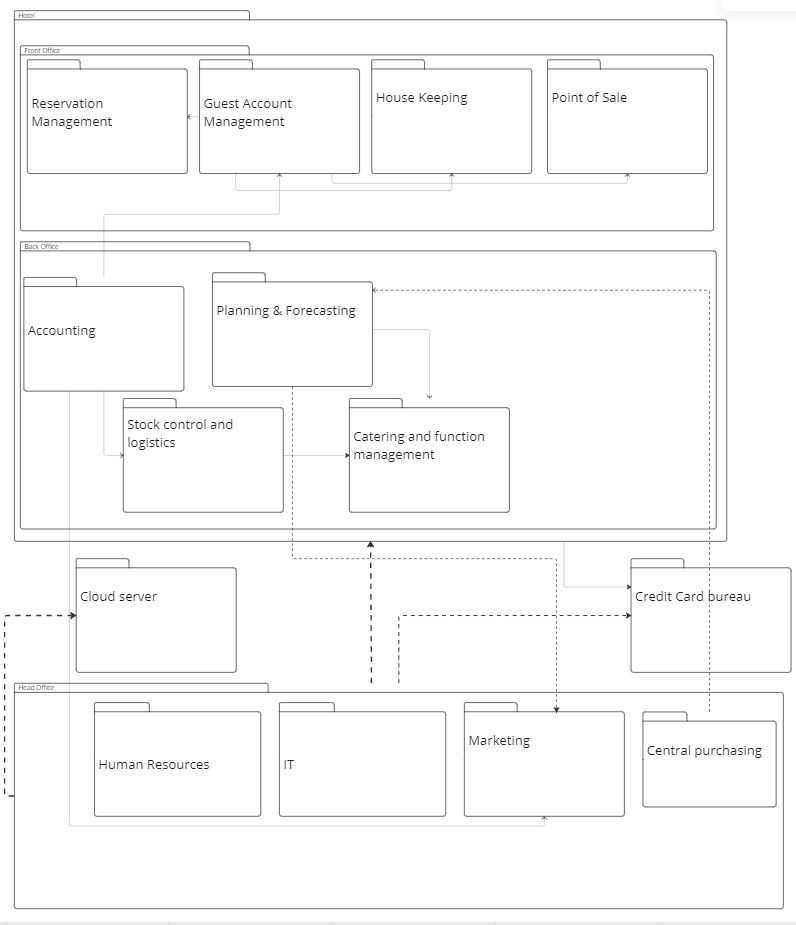 Hotel
Front Office
Reservation
Management
Guest Account
Management
House Keeping
Point of Sale
Back Office
Accounting
Planning & Forecasting
Stock control and
logistics
Catering and function
management
Cloud server
Credit Card bureau
Head Office
Human Resources
IT
Marketing
Central purchasing